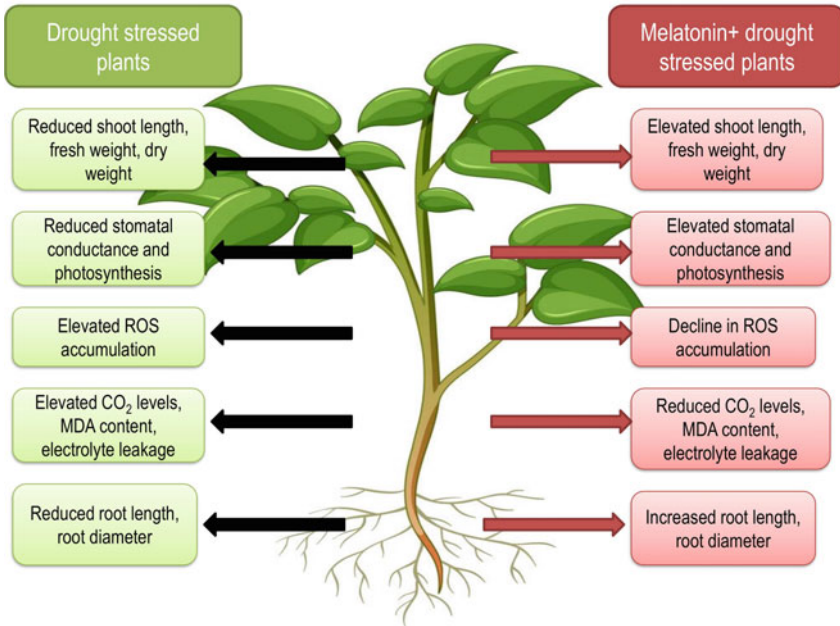 Drought stressed
plants
Reduced shoot length,
fresh weight, dry
weight
Reduced stomatal
conductance and
photosynthesis
Elevated ROS
accumulation
Elevated CO₂ levels,
MDA content,
electrolyte leakage
Reduced root length,
root diameter
Melatonin+ drought
stressed plants
Elevated shoot length,
fresh weight, dry
weight
Elevated stomatal
conductance and
photosynthesis
Decline in ROS
accumulation
Reduced CO₂ levels,
MDA content,
electrolyte leakage
Increased root length,
root diameter